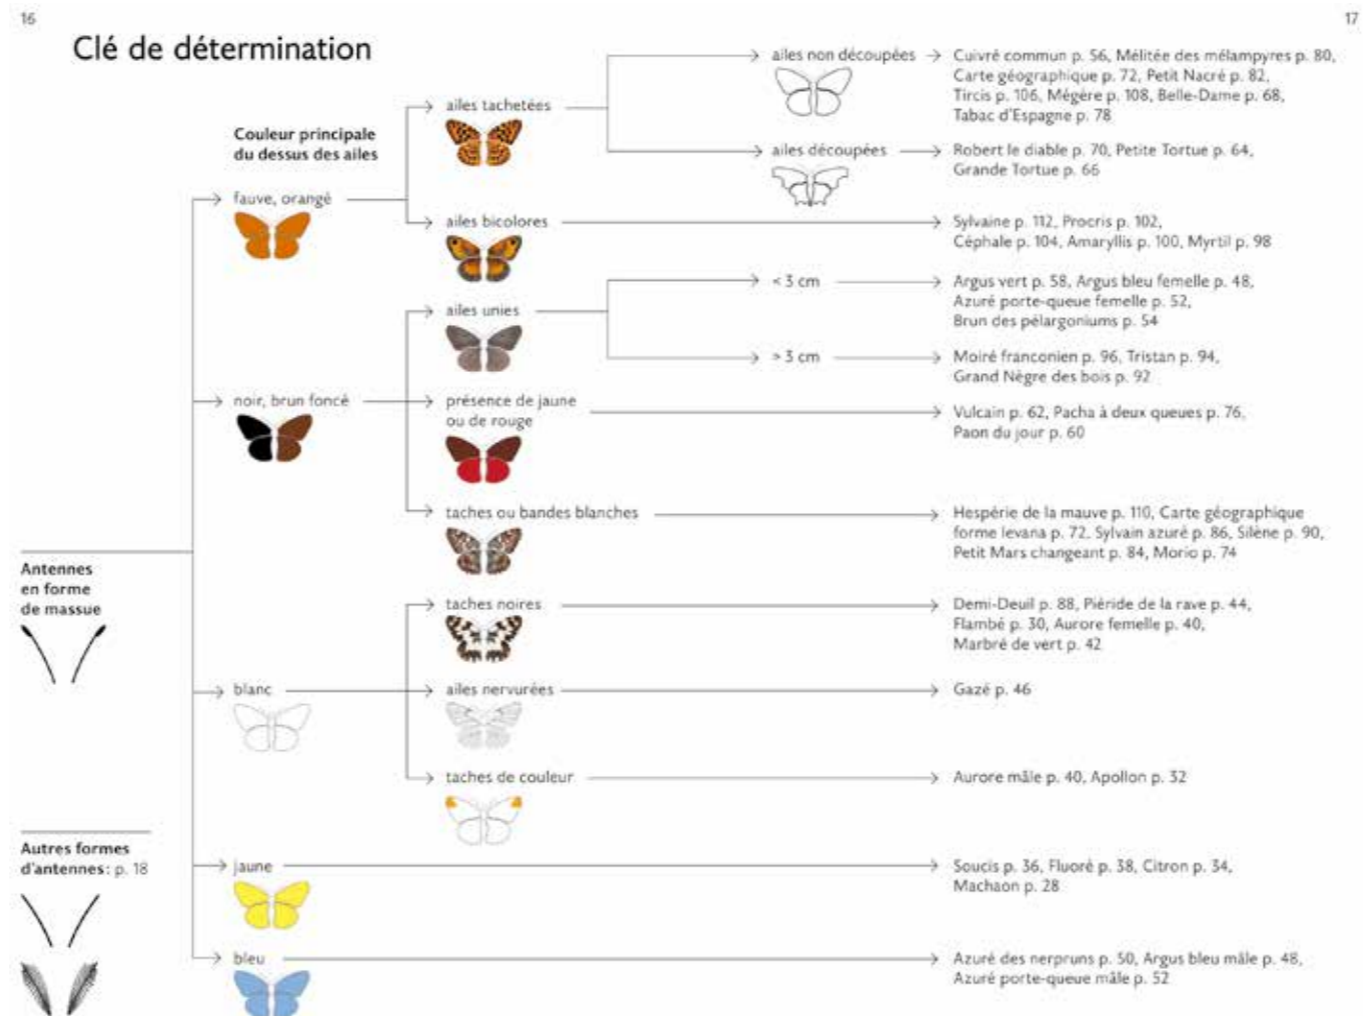 16
17
Clé de détermination
Couleur principale
du dessus des ailes
Antennes
en forme
de massue
Autres formes
d'antennes : p. 18
fauve, orangé
ailes tachetées
ailes non découpées
Cuivré commun p. 56, Mélitée des mélampyres p. 80,
Carte géographique p. 72, Petit Nacré p. 82,
Tircis p. 106, Mégère p. 108, Belle-Dame p. 68,
Tabac d'Espagne p. 78
ailes découpées
Robert le diable p. 70, Petite Tortue p. 64,
Grande Tortue p. 66
ailes bicolores
Sylvaine p. 112, Procris p. 102,
Céphale p. 104, Amaryllis p. 100, Myrtil p. 98
noir, brun foncé
ailes unies
< 3 cm
Argus vert p. 58, Argus bleu femelle p. 48,
Azuré porte-queue femelle p. 52,
Brun des pélargoniums p. 54
> 3 cm
Moiré franconien p. 96, Tristan p. 94,
Grand Nègre des bois p. 92
présence de jaune
ou de rouge
Vulcain p. 62, Pacha à deux queues p. 76,
Paon du jour p. 60
taches ou bandes blanches
Hespérie de la mauve p. 110, Carte géographique
forme levana p. 72, Sylvain azuré p. 86, Silène p. 90,
Petit Mars changeant p. 84, Morio p. 74
blanc
taches noires
Demi-Deuil p. 88, Piéride de la rave p. 44,
Flambé p. 30, Aurore femelle p. 40,
Marbré de vert p. 42
ailes nervurées
Gazé p. 46
taches de couleur
Aurore mâle p. 40, Apollon p. 32
jaune
Soucis p. 36, Fluoré p. 38, Citron p. 34,
Machaon p. 28
bleu
Azuré des nerpruns p. 50, Argus bleu mâle p. 48,
Azuré porte-queue mâle p. 52